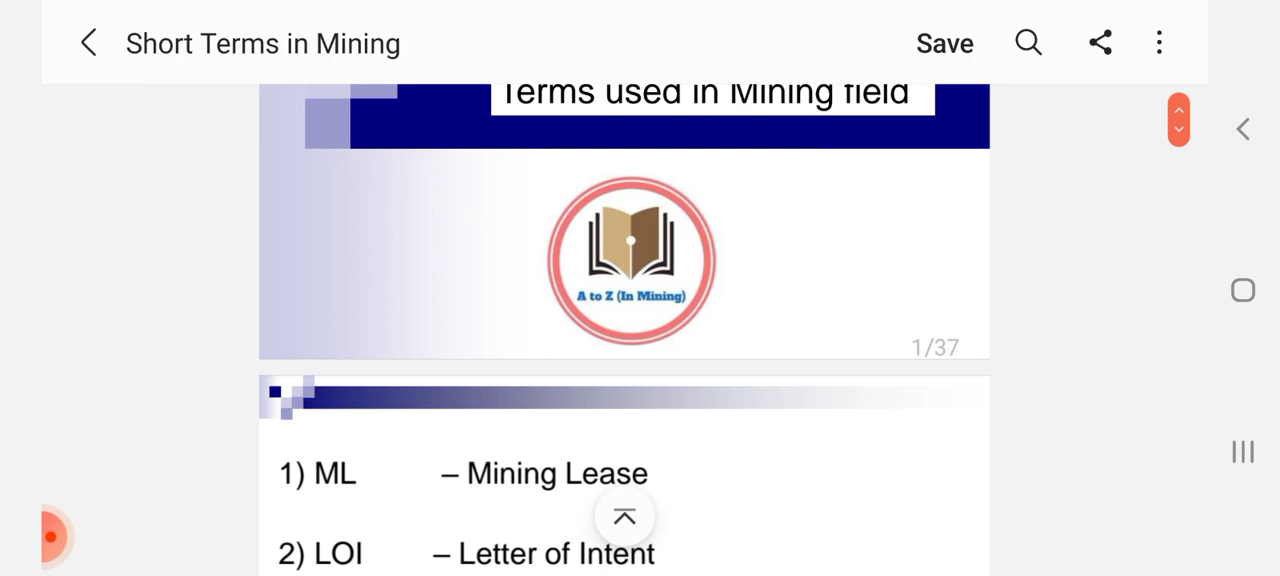 Short Terms in Mining
Save
Terms used in Mining field
A to Z (In Mining)
1/37
1) ML – Mining Lease
2) LOI – Letter of Intent